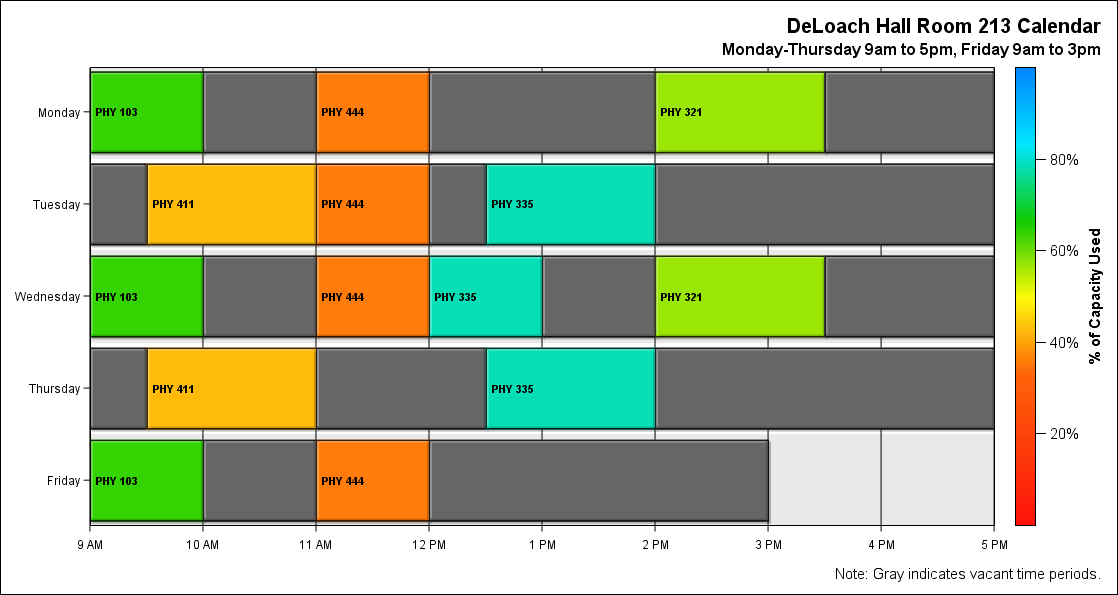 DeLoach Hall Room 213 Calendar
Monday-Thursday 9am to 5pm, Friday 9am to 3pm
Monday
PHY 103
PHY 444
PHY 321
80%
Tuesday
PHY 411
PHY 444
PHY 335
60%
Wednesday
PHY 103
PHY 444
PHY 335
PHY 321
% of Capacity Used
40%
Thursday
PHY 411
PHY 335
20%
Friday
PHY 103
PHY 444
9 AM
10 AM
11 AM
12 PM
1 PM
2 PM
3 PM
4 PM
5 PM
Note: Gray indicates vacant time periods.